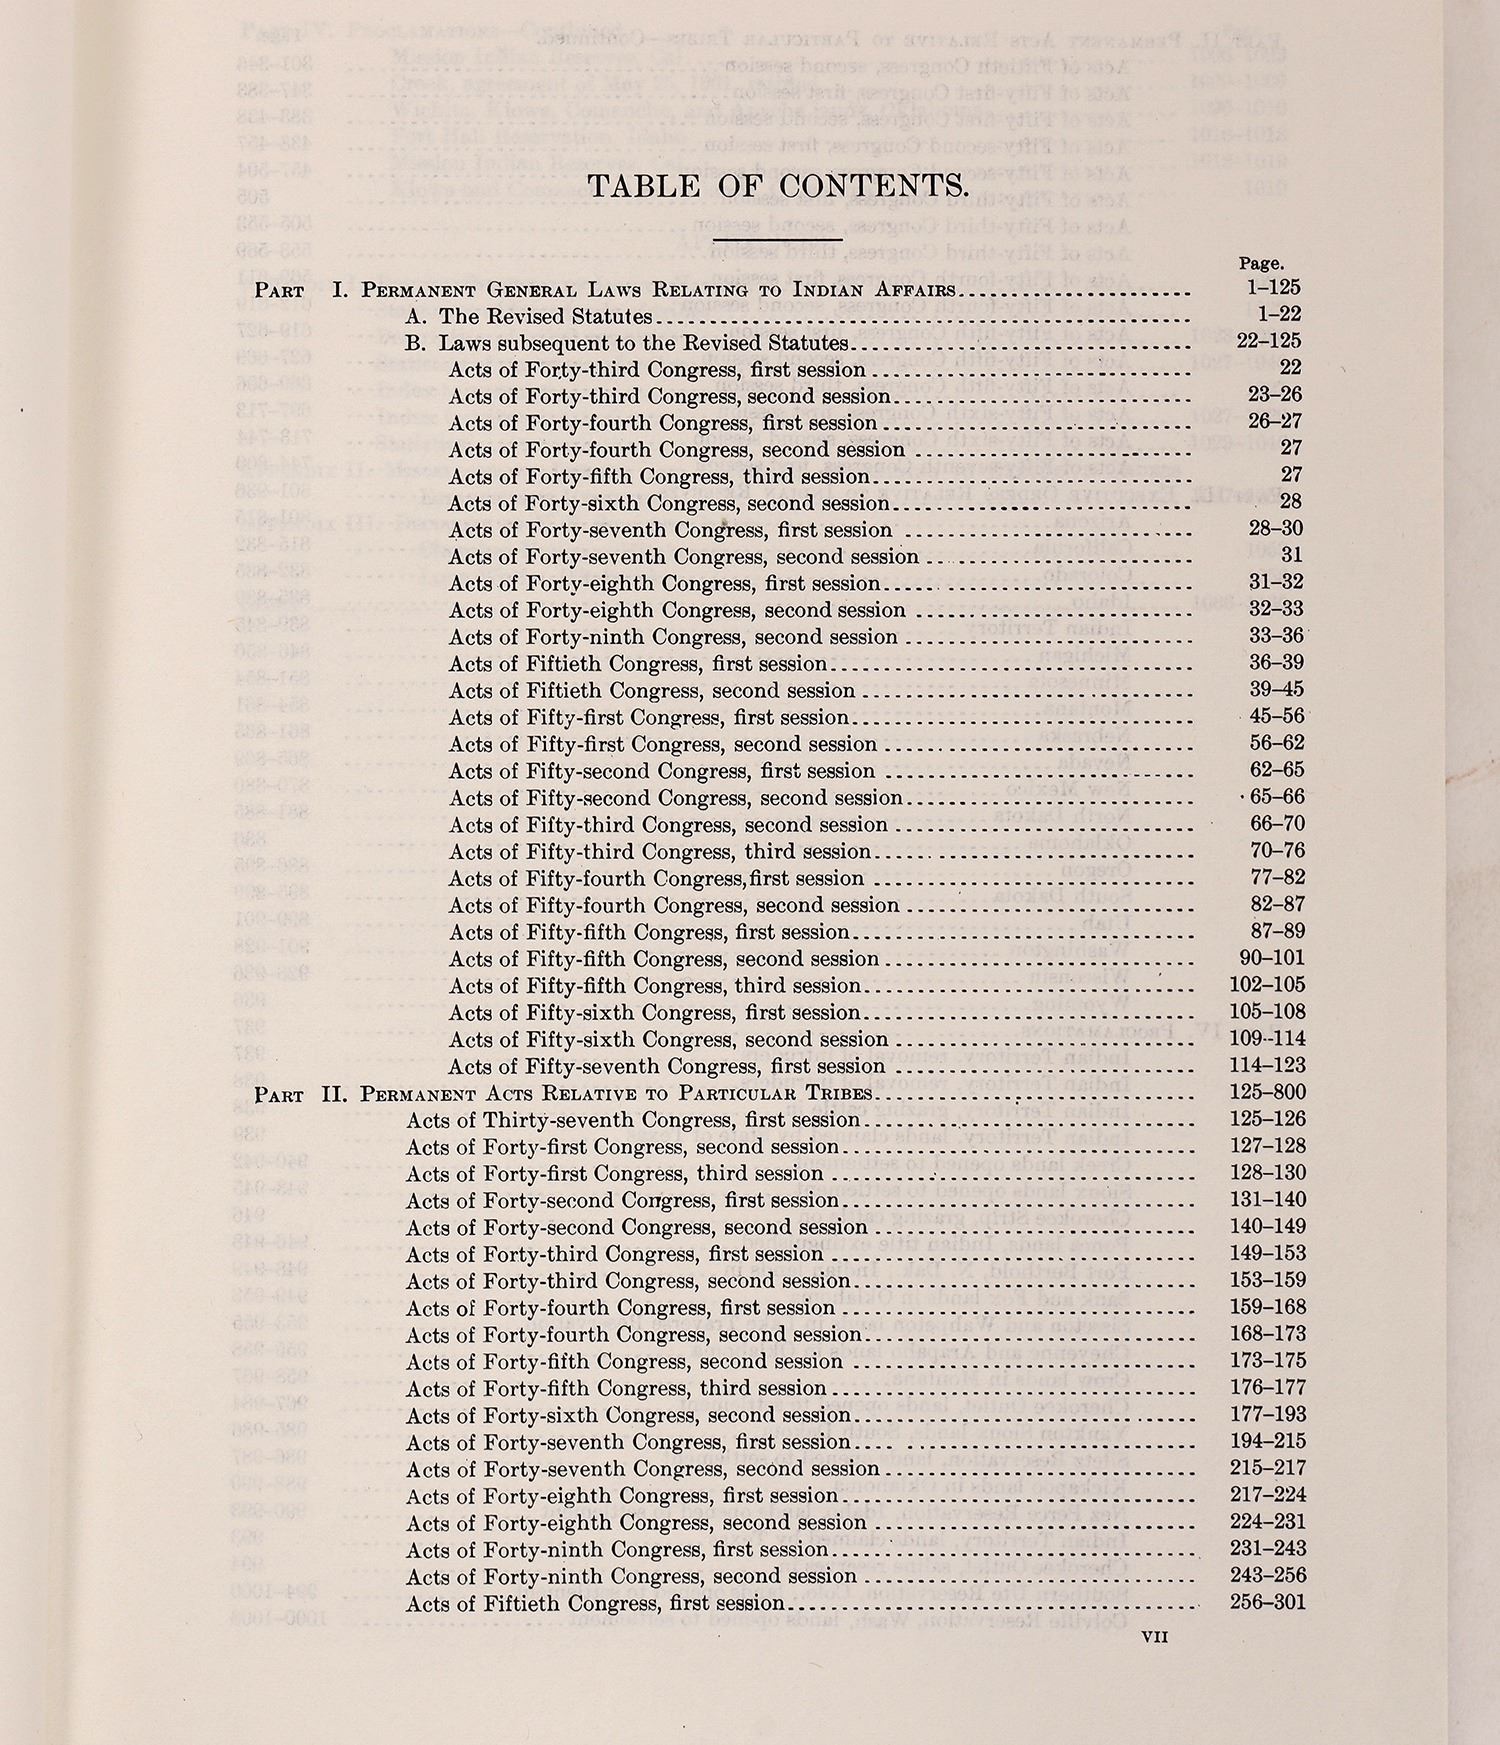 TABLE OF CONTENTS.
Page.
PART I. PERMANENT GENERAL LAWS RELATING TO INDIAN AFFAIRS 1–125
A. The Revised Statutes 1–22
B. Laws subsequent to the Revised Statutes 22–125
Acts of Forty-third Congress, first session 22
Acts of Forty-third Congress, second session 23–26
Acts of Forty-fourth Congress, first session 26–27
Acts of Forty-fourth Congress, second session 27
Acts of Forty-fifth Congress, third session 27
Acts of Forty-sixth Congress, second session 28
Acts of Forty-seventh Congress, first session 28–30
Acts of Forty-seventh Congress, second session 31
Acts of Forty-eighth Congress, first session 31–32
Acts of Forty-eighth Congress, second session 32–33
Acts of Forty-ninth Congress, second session 33–36
Acts of Fiftieth Congress, first session 36–39
Acts of Fiftieth Congress, second session 39–45
Acts of Fifty-first Congress, first session 45–56
Acts of Fifty-first Congress, second session 56–62
Acts of Fifty-second Congress, first session 62–65
Acts of Fifty-second Congress, second session 65–66
Acts of Fifty-third Congress, second session 66–70
Acts of Fifty-third Congress, third session 70–76
Acts of Fifty-fourth Congress, first session 77–82
Acts of Fifty-fourth Congress, second session 82–87
Acts of Fifty-fifth Congress, first session 87–89
Acts of Fifty-fifth Congress, second session 90–101
Acts of Fifty-fifth Congress, third session 102–105
Acts of Fifty-sixth Congress, first session 105–108
Acts of Fifty-sixth Congress, second session 109–114
Acts of Fifty-seventh Congress, first session 114–123
PART II. PERMANENT ACTS RELATIVE TO PARTICULAR TRIBES 125–800
Acts of Thirty-seventh Congress, first session 125–126
Acts of Forty-first Congress, second session 127–128
Acts of Forty-first Congress, third session 128–130
Acts of Forty-second Congress, first session 131–140
Acts of Forty-second Congress, second session 140–149
Acts of Forty-third Congress, first session 149–153
Acts of Forty-third Congress, second session 153–159
Acts of Forty-fourth Congress, first session 159–168
Acts of Forty-fourth Congress, second session 168–173
Acts of Forty-fifth Congress, second session 173–175
Acts of Forty-fifth Congress, third session 176–177
Acts of Forty-sixth Congress, second session 177–193
Acts of Forty-seventh Congress, first session 194–215
Acts of Forty-seventh Congress, second session 215–217
Acts of Forty-eighth Congress, first session 217–224
Acts of Forty-eighth Congress, second session 224–231
Acts of Forty-ninth Congress, first session 231–243
Acts of Forty-ninth Congress, second session 243–256
Acts of Fiftieth Congress, first session 256–301
VII